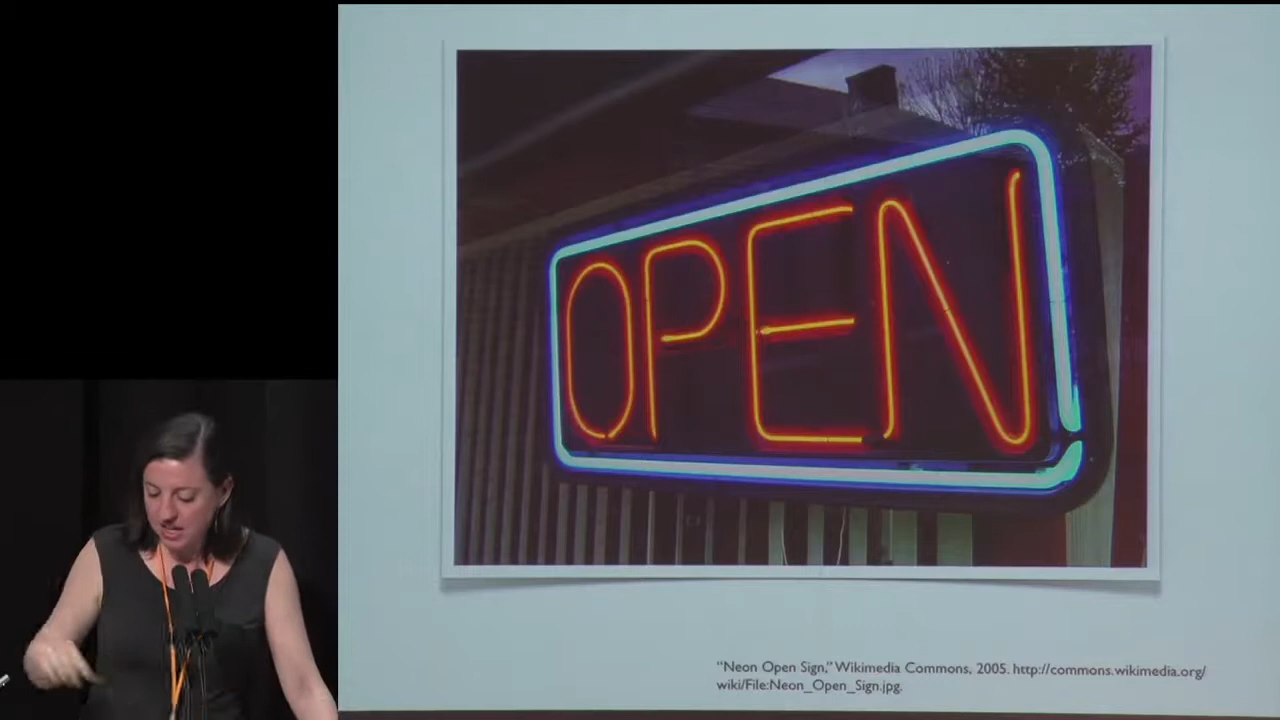 OPEN
“Neon Open Sign,” Wikimedia Commons, 2005. http://commons.wikimedia.org/
wiki/File:Neon_Open_Sign.jpg.